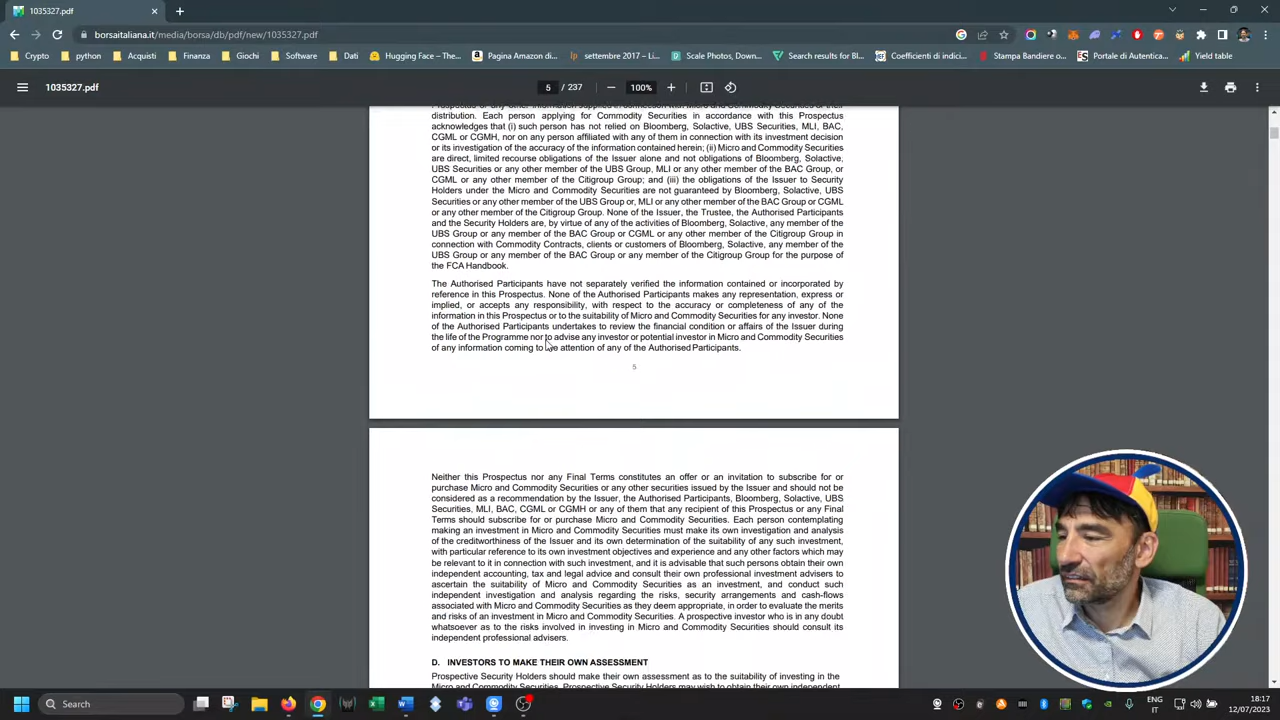 1035327.pdf
borsaitaliana.it/media/borsa/db/pdf/new/1035327.pdf
Crypto
python
Acquisti
Finanza
Giochi
Software
Dati
Hugging Face – The...
Pagina Amazon di...
settembre 2017 – Li...
Scale Photos, Down...
Search results for Bl...
Coefficienti di indici...
Stampa Bandiere o...
Portale di Autentica...
Yield table
1035327.pdf
5 / 237
100%
distribution. Each person applying for Commodity Securities in accordance with this Prospectus
acknowledges that (i) such person has not relied on Bloomberg, Solactive, UBS Securities, MLI, BAC,
CGML or CGMH, nor on any person affiliated with any of them in connection with its investment decision
or its investigation of the accuracy of the information contained herein; (ii) Micro and Commodity Securities
are direct, limited recourse obligations of the Issuer alone and not obligations of Bloomberg, Solactive,
UBS Securities or any other member of the UBS Group, MLI or any other member of the BAC Group, or
CGML or any other member of the Citigroup Group; and (iii) the obligations of the Issuer to Security
Holders under the Micro and Commodity Securities are not guaranteed by Bloomberg, Solactive, UBS
Securities or any other member of the UBS Group or, MLI or any other member of the BAC Group or CGML
or any other member of the Citigroup Group. None of the Issuer, the Trustee, the Authorised Participants
and the Security Holders are, by virtue of any of the activities of Bloomberg, Solactive, any member of the
UBS Group or any member of the BAC Group or CGML or any other member of the Citigroup Group in
connection with Commodity Contracts, clients or customers of Bloomberg, Solactive, any member of the
UBS Group or any member of the BAC Group or any member of the Citigroup Group for the purpose of
the FCA Handbook.
The Authorised Participants have not separately verified the information contained or incorporated by
reference in this Prospectus. None of the Authorised Participants makes any representation, express or
implied, or accepts any responsibility, with respect to the accuracy or completeness of any of the
information in this Prospectus or to the suitability of Micro and Commodity Securities for any investor. None
of the Authorised Participants undertakes to review the financial condition or affairs of the Issuer during
the life of the Programme nor to advise any investor or potential investor in Micro and Commodity Securities
of any information coming to the attention of any of the Authorised Participants.
5
Neither this Prospectus nor any Final Terms constitutes an offer or an invitation to subscribe for or
purchase Micro and Commodity Securities or any other securities issued by the Issuer and should not be
considered as a recommendation by the Issuer, the Authorised Participants, Bloomberg, Solactive, UBS
Securities, MLI, BAC, CGML or CGMH or any of them that any recipient of this Prospectus or any Final
Terms should subscribe for or purchase Micro and Commodity Securities. Each person contemplating
making an investment in Micro and Commodity Securities must make its own investigation and analysis
of the creditworthiness of the Issuer and its own determination of the suitability of any such investment,
with particular reference to its own investment objectives and experience and any other factors which may
be relevant to it in connection with such investment, and it is advisable that such persons obtain their own
independent accounting, tax and legal advice and consult their own professional investment advisers to
ascertain the suitability of Micro and Commodity Securities as an investment, and conduct such
independent investigation and analysis regarding the risks, security arrangements and cash-flows
associated with Micro and Commodity Securities as they deem appropriate, in order to evaluate the merits
and risks of an investment in Micro and Commodity Securities. A prospective investor who is in any doubt
whatsoever as to the risks involved in investing in Micro and Commodity Securities should consult its
independent professional advisers.
D. INVESTORS TO MAKE THEIR OWN ASSESSMENT
Prospective Security Holders should make their own assessment as to the suitability of investing in the
Micro and Commodity Securities. Prospective Security Holders may wish to obtain their own independent
Search
ENG
IT
18:17
12/07/2023